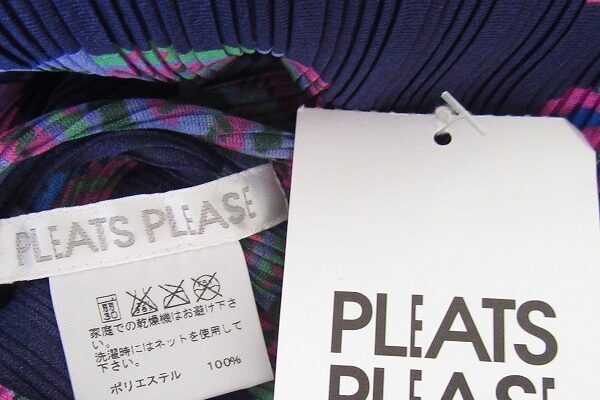 PLEATS PLEASE
30
家庭での乾燥機はお避け下さ
い。
洗濯時にはネットを使用して
下さい。
ポリエステル 100%
PLEATS
PLEASE